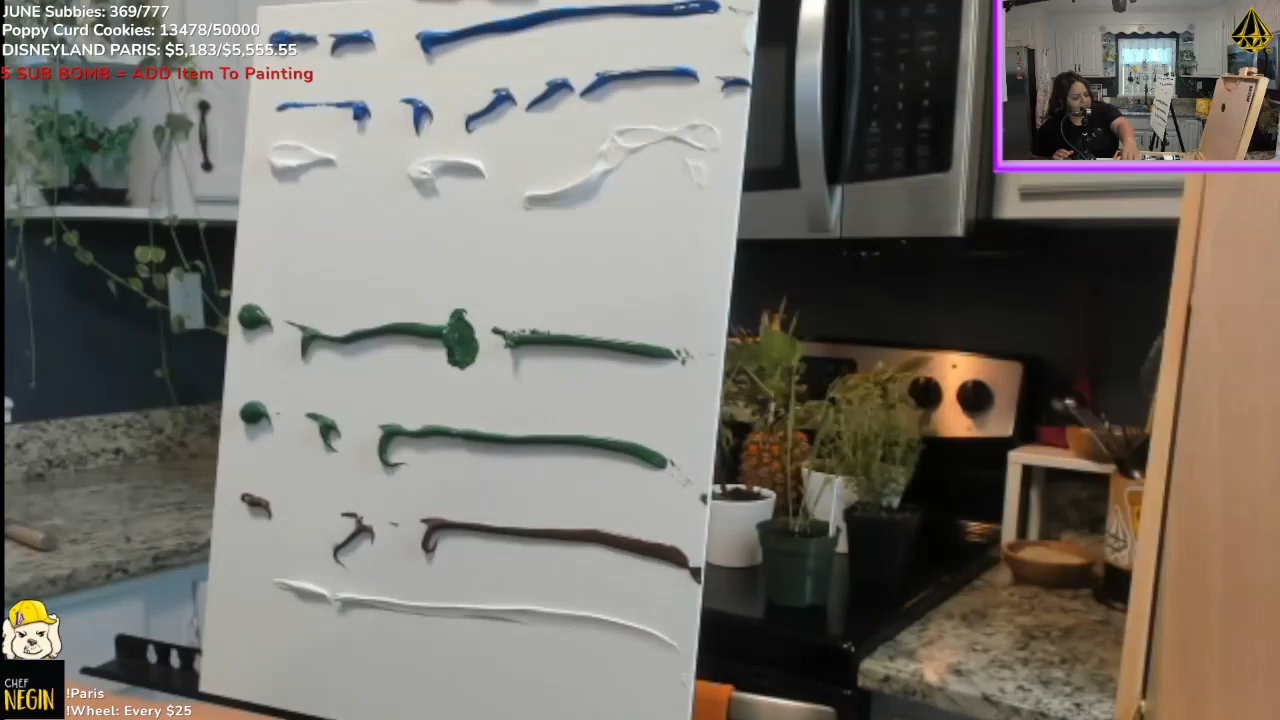 JUNE Subbies: 369/777
Poppy Curd Cookies: 13478/50000
DISNEYLAND PARIS: $5,183/$5,555.55
5 SUB BOMB = ADD Item To Painting
CHEF
NEGIN
!Paris
!Wheel: Every $25